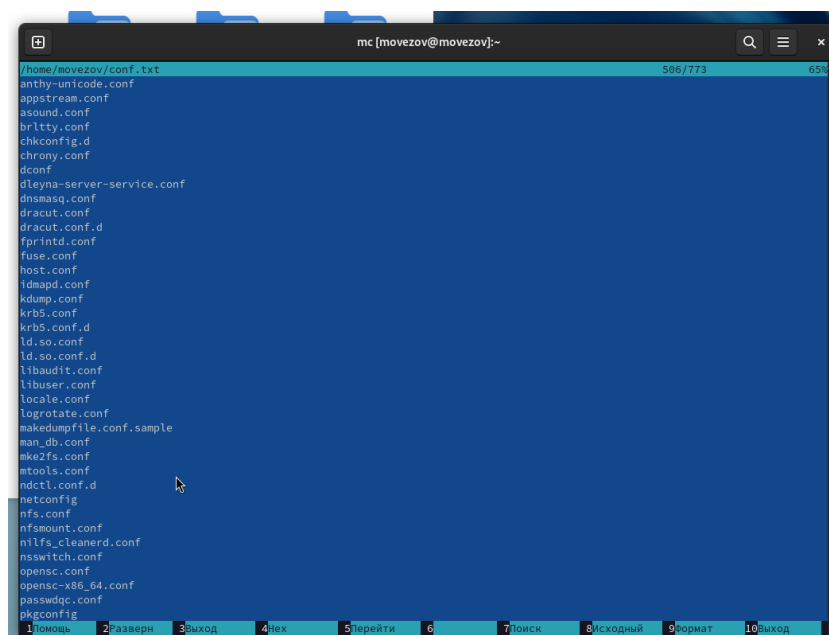 mc [movezov@movezov]:~
/home/movezov/conf.txt 506/773 65%
anthy-unicode.conf
appstream.conf
asound.conf
brltty.conf
chkconfig.d
chrony.conf
dconf
dleyna-server-service.conf
dnsmasq.conf
dracut.conf
dracut.conf.d
fprintd.conf
fuse.conf
host.conf
idmapd.conf
kdump.conf
krb5.conf
krb5.conf.d
ld.so.conf
ld.so.conf.d
libaudit.conf
libuser.conf
locale.conf
logrotate.conf
makedumpfile.conf.sample
man_db.conf
mke2fs.conf
mtools.conf
ndctl.conf.d
netconfig
nfs.conf
nfsmount.conf
nilfs_cleanerd.conf
nsswitch.conf
opensc.conf
opensc-x86_64.conf
passwdqc.conf
pkgconfig
1Помощь 2Разверн 3Выход 4Hex 5Перейти 6 7Поиск 8Исходный 9Формат 10Выход